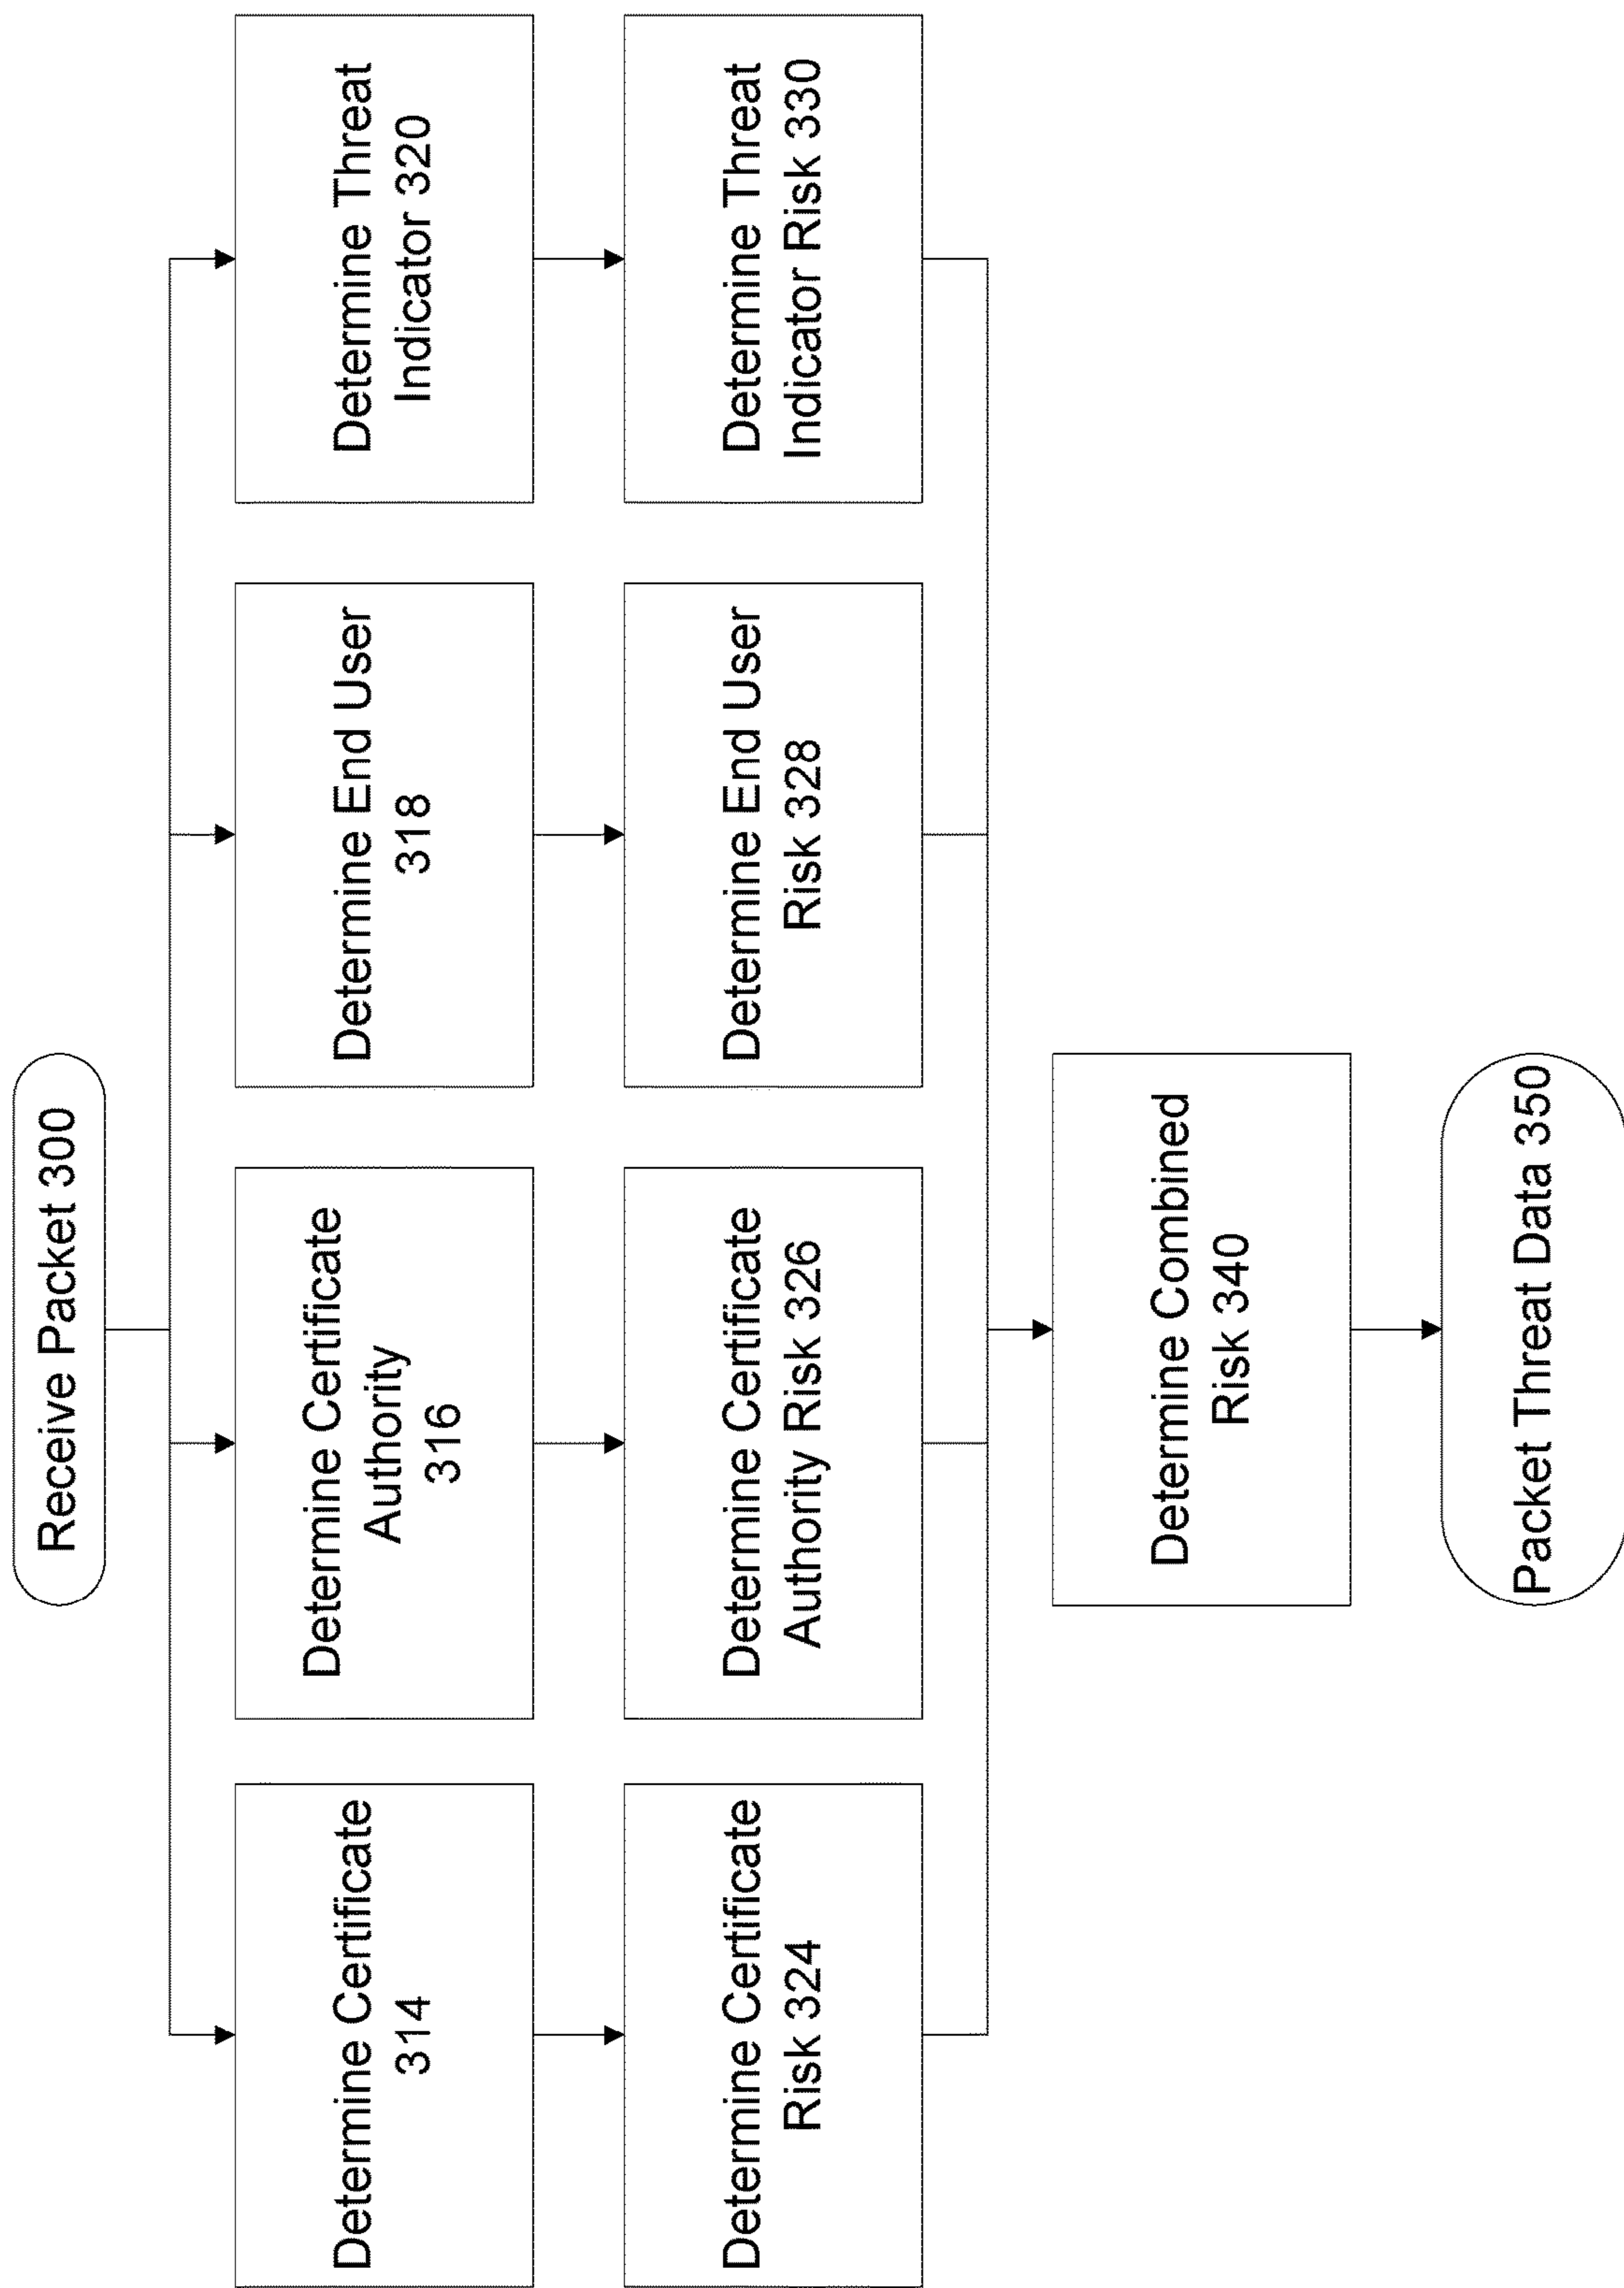 Receive Packet 300
Determine Certificate
314
Determine Certificate
Authority
316
Determine End User
318
Determine Threat
Indicator 320
Determine Certificate
Risk 324
Determine Certificate
Authority Risk 326
Determine End User
Risk 328
Determine Threat
Indicator Risk 330
Determine Combined
Risk 340
Packet Threat Data 350